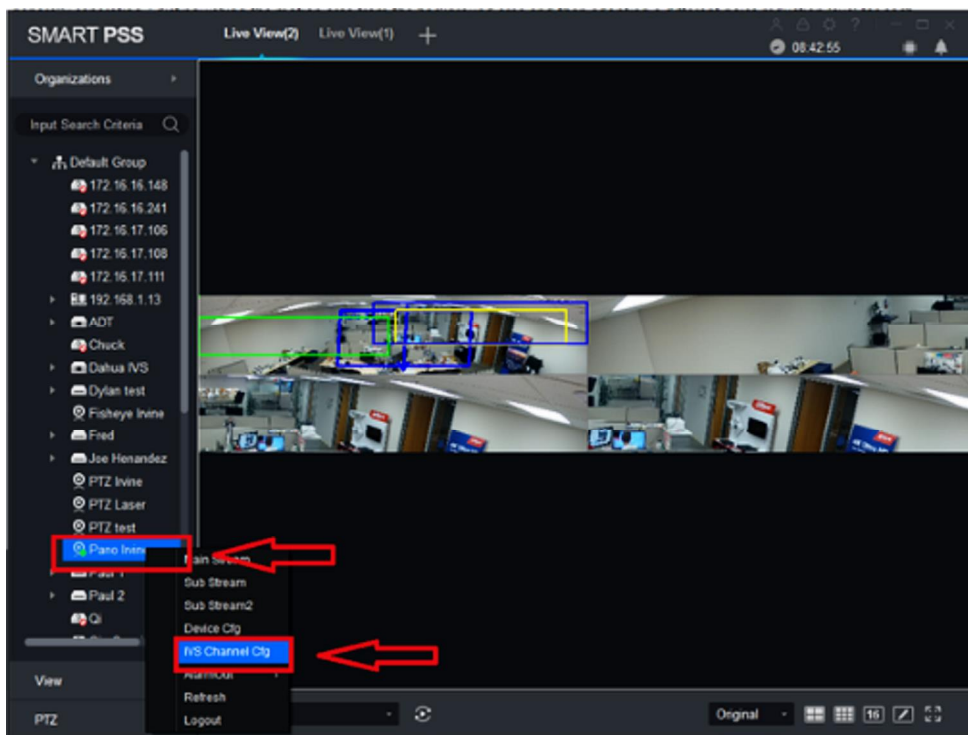 SMART PSS
Live View(2)
Live View(1)
08:42:55
Organizations
Input Search Criteria
Default Group
172.16.16.148
172.16.16.241
172.16.17.106
172.16.17.108
172.16.17.111
192.168.1.13
ADT
Chuck
Dahua IVS
Dylan test
Fisheye Irvine
Fred
Joe Henandez
PTZ Irvine
PTZ Laser
PTZ test
Pano Irvine
Main Stream
Paul 1
Sub Stream
Paul 2
Sub Stream2
Qi
Device Cfg
IVS Channel Cfg
View
AlarmOut
Refresh
PTZ
Logout
Original
16